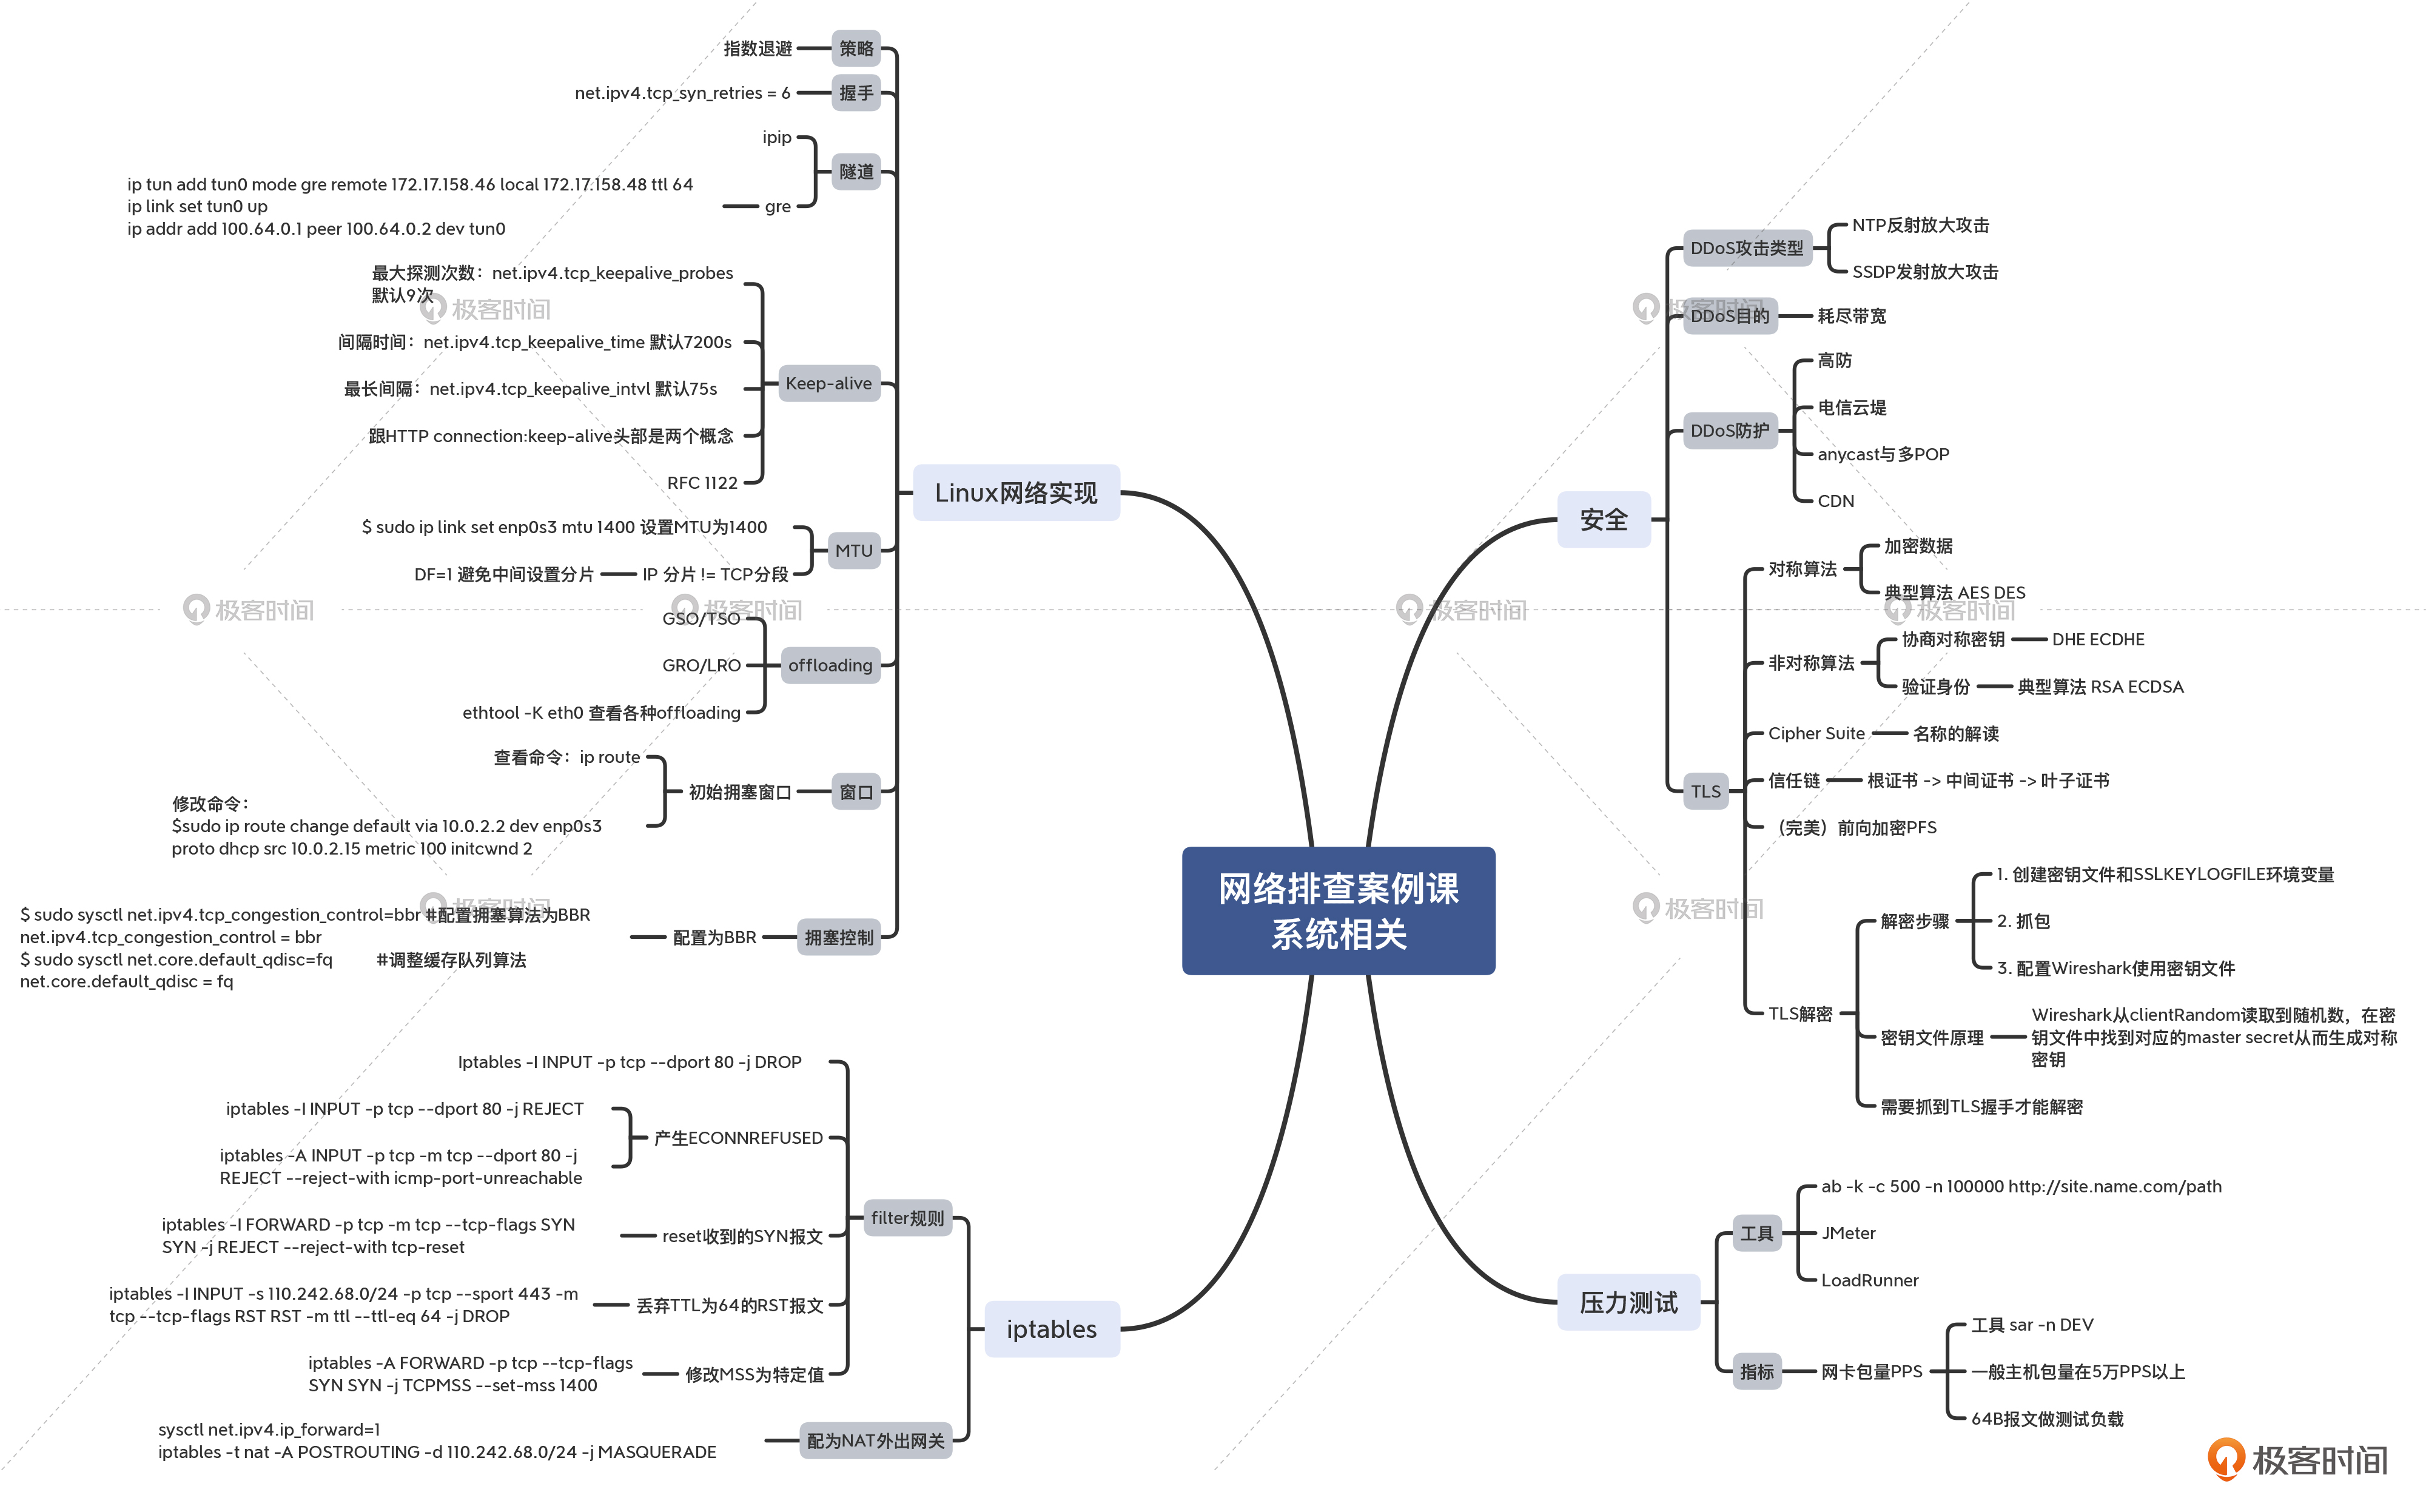 网络排查案例课
系统相关
Linux网络实现
策略
指数退避
握手
net.ipv4.tcp_syn_retries = 6
隧道
ipip
gre
ip tun add tun0 mode gre remote 172.17.158.46 local 172.17.158.48 ttl 64
ip link set tun0 up
ip addr add 100.64.0.1 peer 100.64.0.2 dev tun0
Keep-alive
最大探测次数：net.ipv4.tcp_keepalive_probes
默认9次
间隔时间：net.ipv4.tcp_keepalive_time 默认7200s
最长间隔：net.ipv4.tcp_keepalive_intvl 默认75s
跟HTTP connection:keep-alive头部是两个概念
RFC 1122
MTU
$ sudo ip link set enp0s3 mtu 1400 设置MTU为1400
IP 分片 != TCP分段
DF=1 避免中间设置分片
offloading
GSO/TSO
GRO/LRO
ethtool -K eth0 查看各种offloading
窗口
初始拥塞窗口
查看命令：ip route
修改命令：
$sudo ip route change default via 10.0.2.2 dev enp0s3
proto dhcp src 10.0.2.15 metric 100 initcwnd 2
拥塞控制
配置为BBR
$ sudo sysctl net.ipv4.tcp_congestion_control=bbr #配置拥塞算法为BBR
net.ipv4.tcp_congestion_control = bbr
$ sudo sysctl net.core.default_qdisc=fq #调整缓存队列算法
net.core.default_qdisc = fq
iptables
filter规则
Iptables -I INPUT -p tcp --dport 80 -j DROP
产生ECONNREFUSED
iptables -I INPUT -p tcp --dport 80 -j REJECT
iptables -A INPUT -p tcp -m tcp --dport 80 -j
REJECT --reject-with icmp-port-unreachable
reset收到的SYN报文
iptables -I FORWARD -p tcp -m tcp --tcp-flags SYN
SYN -j REJECT --reject-with tcp-reset
丢弃TTL为64的RST报文
iptables -I INPUT -s 110.242.68.0/24 -p tcp --sport 443 -m
tcp --tcp-flags RST RST -m ttl --ttl-eq 64 -j DROP
修改MSS为特定值
iptables -A FORWARD -p tcp --tcp-flags
SYN SYN -j TCPMSS --set-mss 1400
配为NAT外出网关
sysctl net.ipv4.ip_forward=1
iptables -t nat -A POSTROUTING -d 110.242.68.0/24 -j MASQUERADE
安全
DDoS攻击类型
NTP反射放大攻击
SSDP发射放大攻击
DDoS目的
耗尽带宽
DDoS防护
高防
电信云堤
anycast与多POP
CDN
TLS
对称算法
加密数据
典型算法 AES DES
非对称算法
协商对称密钥
DHE ECDHE
验证身份
典型算法 RSA ECDSA
Cipher Suite
名称的解读
信任链
根证书 -> 中间证书 -> 叶子证书
（完美）前向加密PFS
TLS解密
解密步骤
1. 创建密钥文件和SSLKEYLOGFILE环境变量
2. 抓包
3. 配置Wireshark使用密钥文件
密钥文件原理
Wireshark从clientRandom读取到随机数，在密
钥文件中找到对应的master secret从而生成对称
密钥
需要抓到TLS握手才能解密
压力测试
工具
ab -k -c 500 -n 100000 http://site.name.com/path
JMeter
LoadRunner
指标
网卡包量PPS
工具 sar -n DEV
一般主机包量在5万PPS以上
64B报文做测试负载
极客时间
极客时间
极客时间
极客时间
极客时间
极客时间
极客时间
极客时间
极客时间